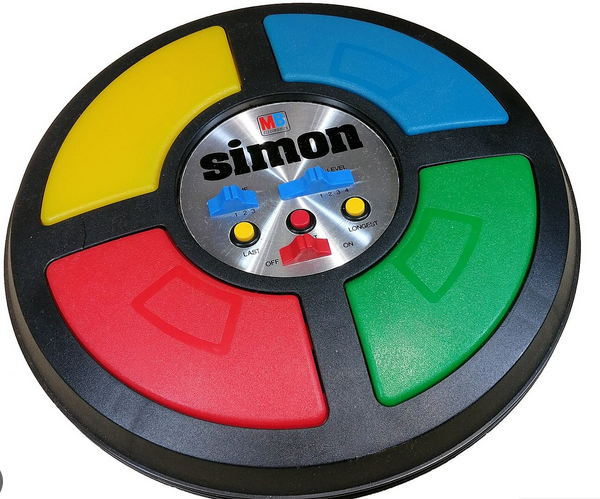 MB
simon
LEVEL
1 2 3
1 2 3 4
LAST
LONGEST
OFF
ON